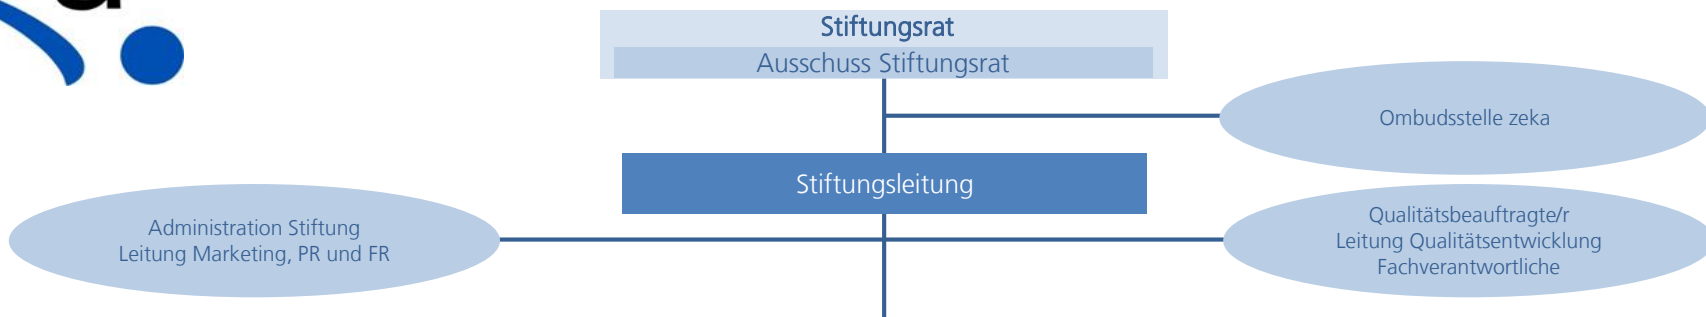 Stiftungsrat
Ausschuss Stiftungsrat
Ombudsstelle zeka
Stiftungsleitung
Administration Stiftung
Leitung Marketing, PR und FR
Qualitätsbeauftragte/r
Leitung Qualitätsentwicklung
Fachverantwortliche